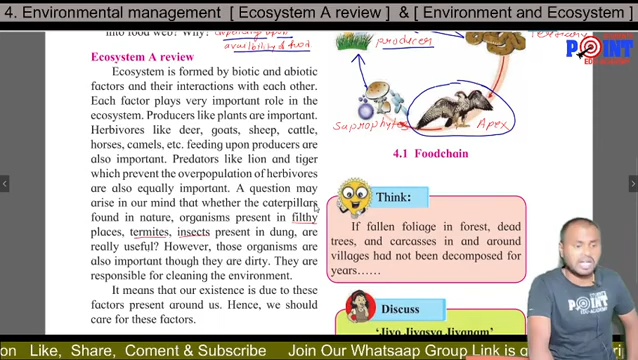 4. Environmental management [ Ecosystem A review ] & [ Environment and Ecosystem ]
into food web? Why? depending upon
availability of food
Ecosystem A review
Ecosystem is formed by biotic and abiotic
factors and their interactions with each other.
Each factor plays very important role in the
ecosystem. Producers like plants are important.
Herbivores like deer, goats, sheep, cattle,
horses, camels, etc. feeding upon producers are
also important. Predators like lion and tiger
which prevent the overpopulation of herbivores
are also equally important. A question may
arise in our mind that whether the caterpillars
found in nature, organisms present in filthy
places, termites, insects present in dung, are
really useful? However, those organisms are
also important though they are dirty. They are
responsible for cleaning the environment.
It means that our existence is due to these
factors present around us. Hence, we should
care for these factors.
producer
Tertiary
Saprophytes
Apex
4.1 Foodchain
Think:
If fallen foliage in forest, dead
trees, and carcasses in and around
villages had not been decomposed for
years......
Discuss
'Jivo Jivasya Jivanam'
POINT
EDU ACADEMY
POINT
EDU ACADEMY
on Like, Share, Coment & Subscribe Join Our Whatsaap Group Link is